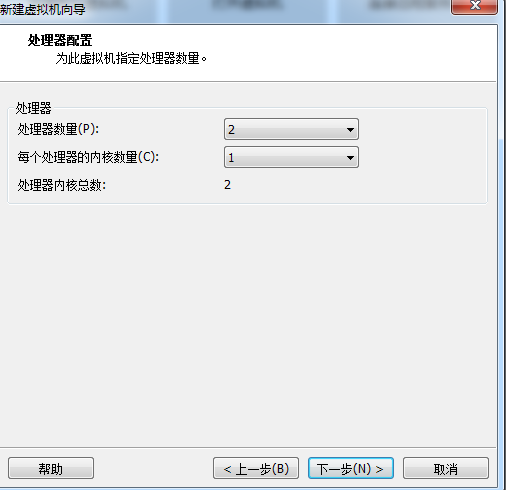 新建虚拟机向导
处理器配置
为此虚拟机指定处理器数量。
处理器
处理器数量(P): 2
每个处理器的内核数量(C): 1
处理器内核总数: 2
帮助 < 上一步(B) 下一步(N) > 取消